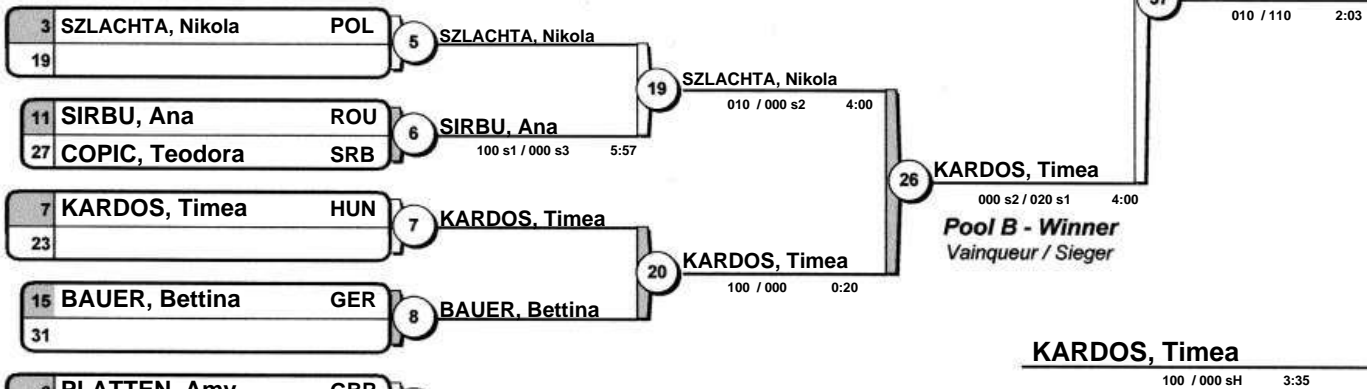 37
010 / 110 2:03
3 SZLACHTA, Nikola POL
19
5
SZLACHTA, Nikola
19
SZLACHTA, Nikola
010 / 000 s2 4:00
11 SIRBU, Ana ROU
27 COPIC, Teodora SRB
6
SIRBU, Ana
100 s1 / 000 s3 5:57
26
KARDOS, Timea
000 s2 / 020 s1 4:00
Pool B - Winner
Vainqueur / Sieger
7 KARDOS, Timea HUN
23
7
KARDOS, Timea
20
KARDOS, Timea
100 / 000 0:20
15 BAUER, Bettina GER
31
8
BAUER, Bettina
KARDOS, Timea
100 / 000 sH 3:35
PLATTEN, Amy GBR